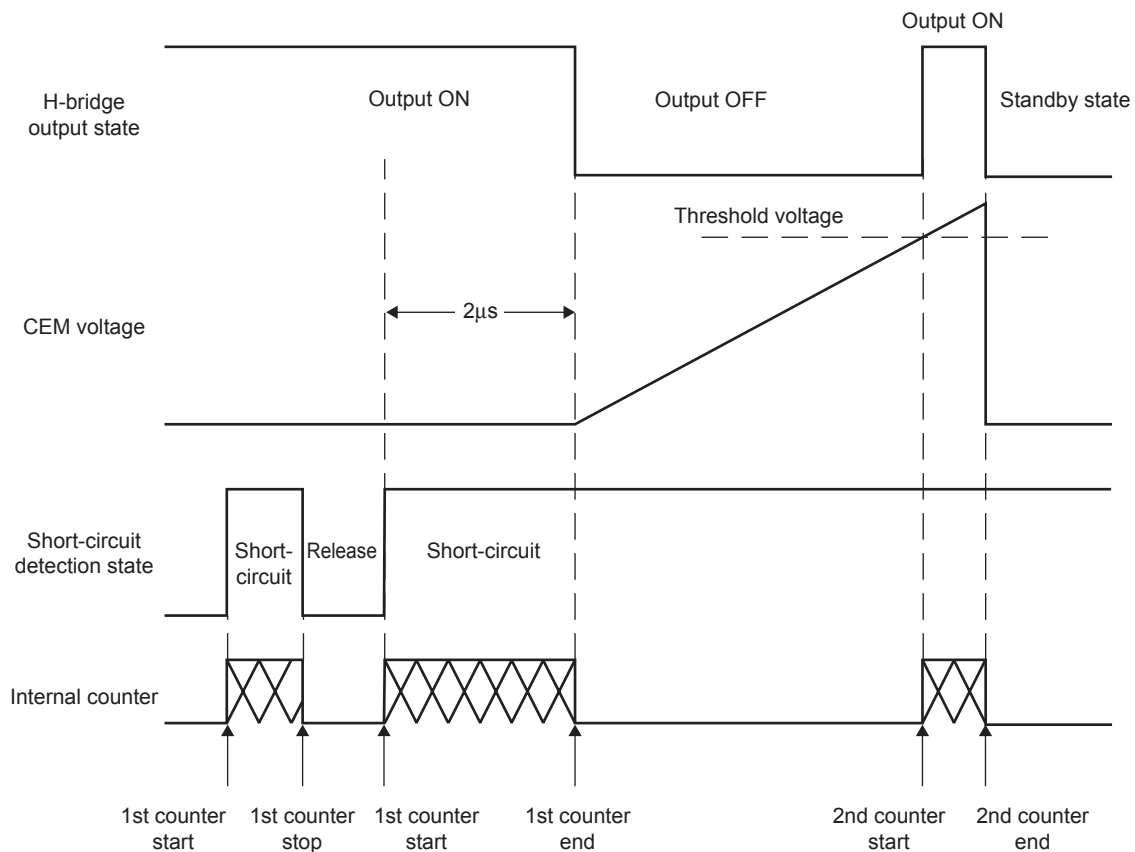 Output ON
H-bridge
output state
Output ON
Output OFF
Standby state
Threshold voltage
2μs
CEM voltage
Short-circuit
detection state
Short-
circuit
Release
Short-circuit
Internal counter
1st counter
start
1st counter
stop
1st counter
start
1st counter
end
2nd counter
start
2nd counter
end